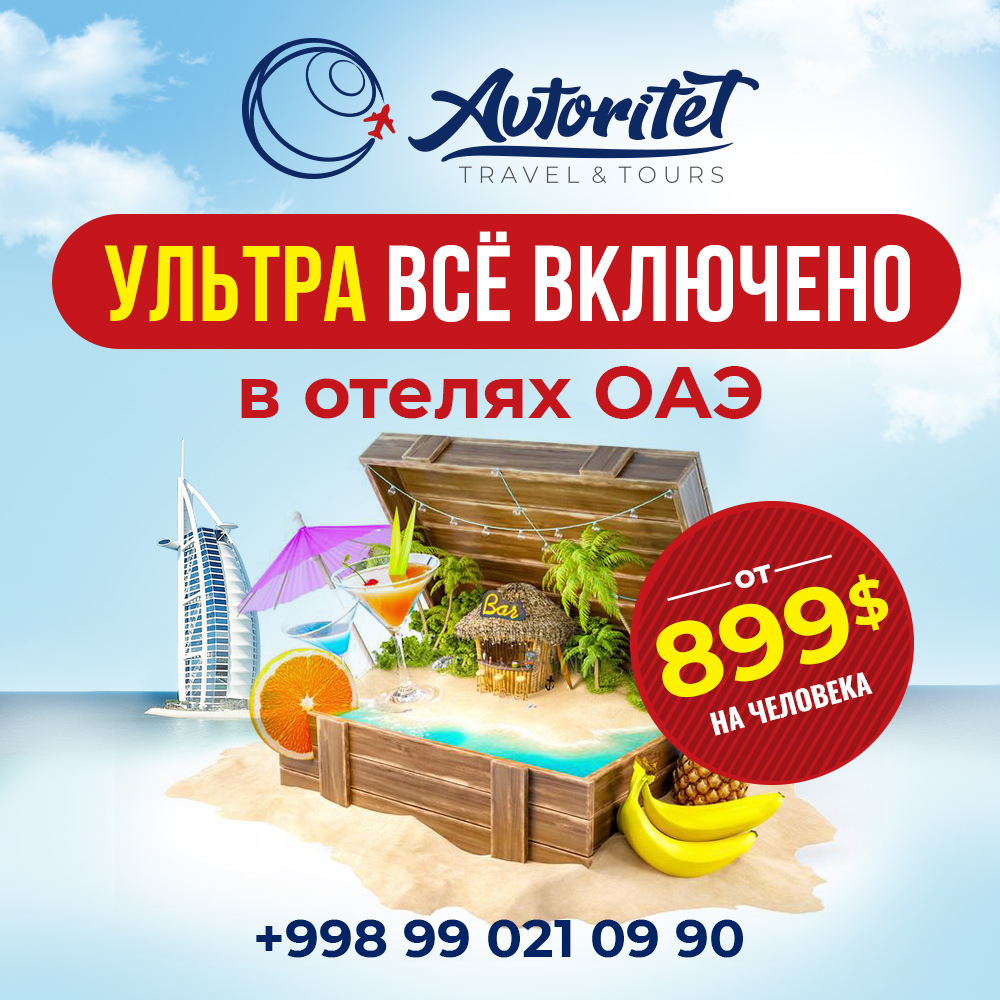 Avtoritet
TRAVEL & TOURS
УЛЬТРА ВСЁ ВКЛЮЧЕНО
в отелях ОАЭ
Bar
от
899$
НА ЧЕЛОВЕКА
+998 99 021 09 90